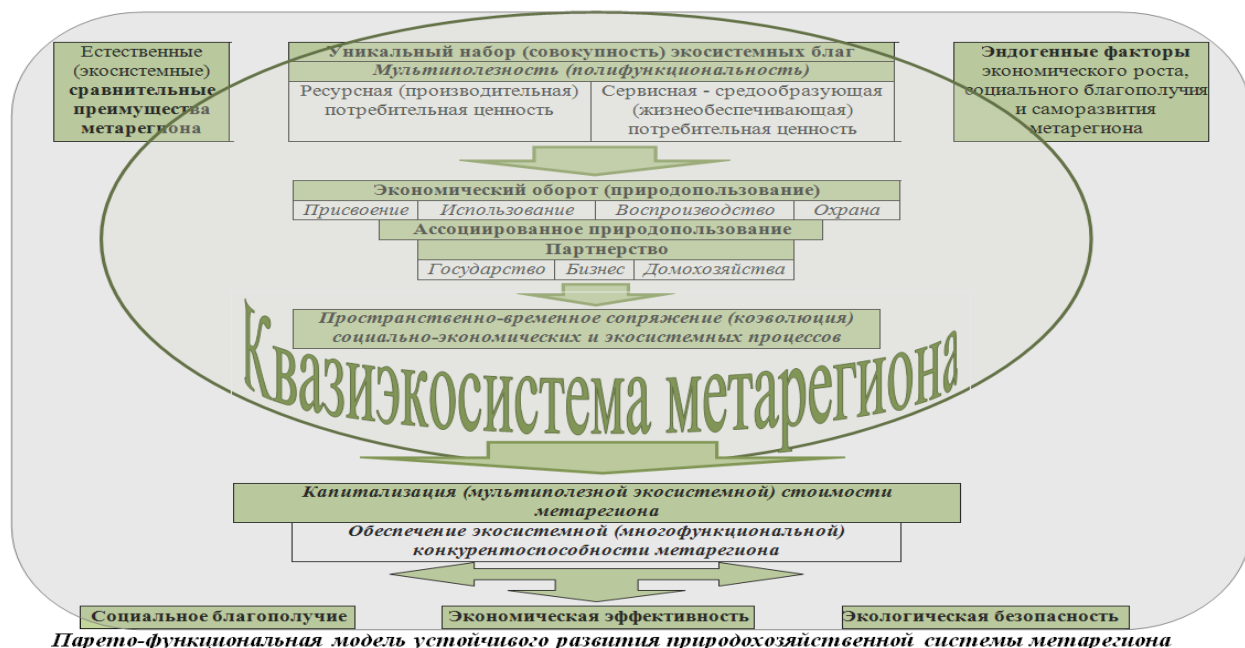 Естественные
(экосистемные)
сравнительные
преимущества
метарегиона
Уникальный набор (совокупность) экосистемных благ
Мультиполезность (полифункциональность)
Ресурсная (производительная)
потребительная ценность
Сервисная - средообразующая
(жизнеобеспечивающая)
потребительная ценность
Эндогенные факторы
экономического роста,
социального благополучия
и саморазвития
метарегиона
Экономический оборот (природопользование)
Присвоение
Использование
Воспроизводство
Охрана
Ассоциированное природопользование
Партнерство
Государство
Бизнес
Домохозяйства
Пространственно-временное сопряжение (коэволюция)
социально-экономических и экосистемных процессов
Квазиэкосистема метарегиона
Капитализация (мультиполезной экосистемной) стоимости
метарегиона
Обеспечение экосистемной (многофункциональной)
конкурентоспособности метарегиона
Социальное благополучие
Экономическая эффективность
Экологическая безопасность
Парето-функциональная модель устойчивого развития природохозяйственной системы метарегиона